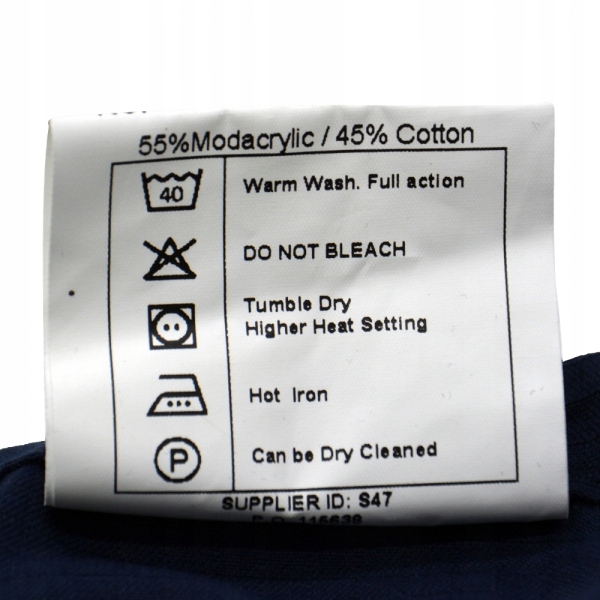 55%Modacrylic / 45% Cotton
40
Warm Wash. Full action
DO NOT BLEACH
Tumble Dry
Higher Heat Setting
Hot Iron
P
Can be Dry Cleaned
SUPPLIER ID: S47